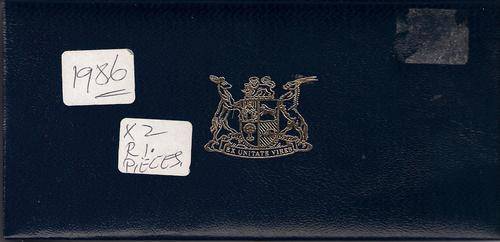 1986
X2
R1.
PIECES.
EX UNITATE VIRES